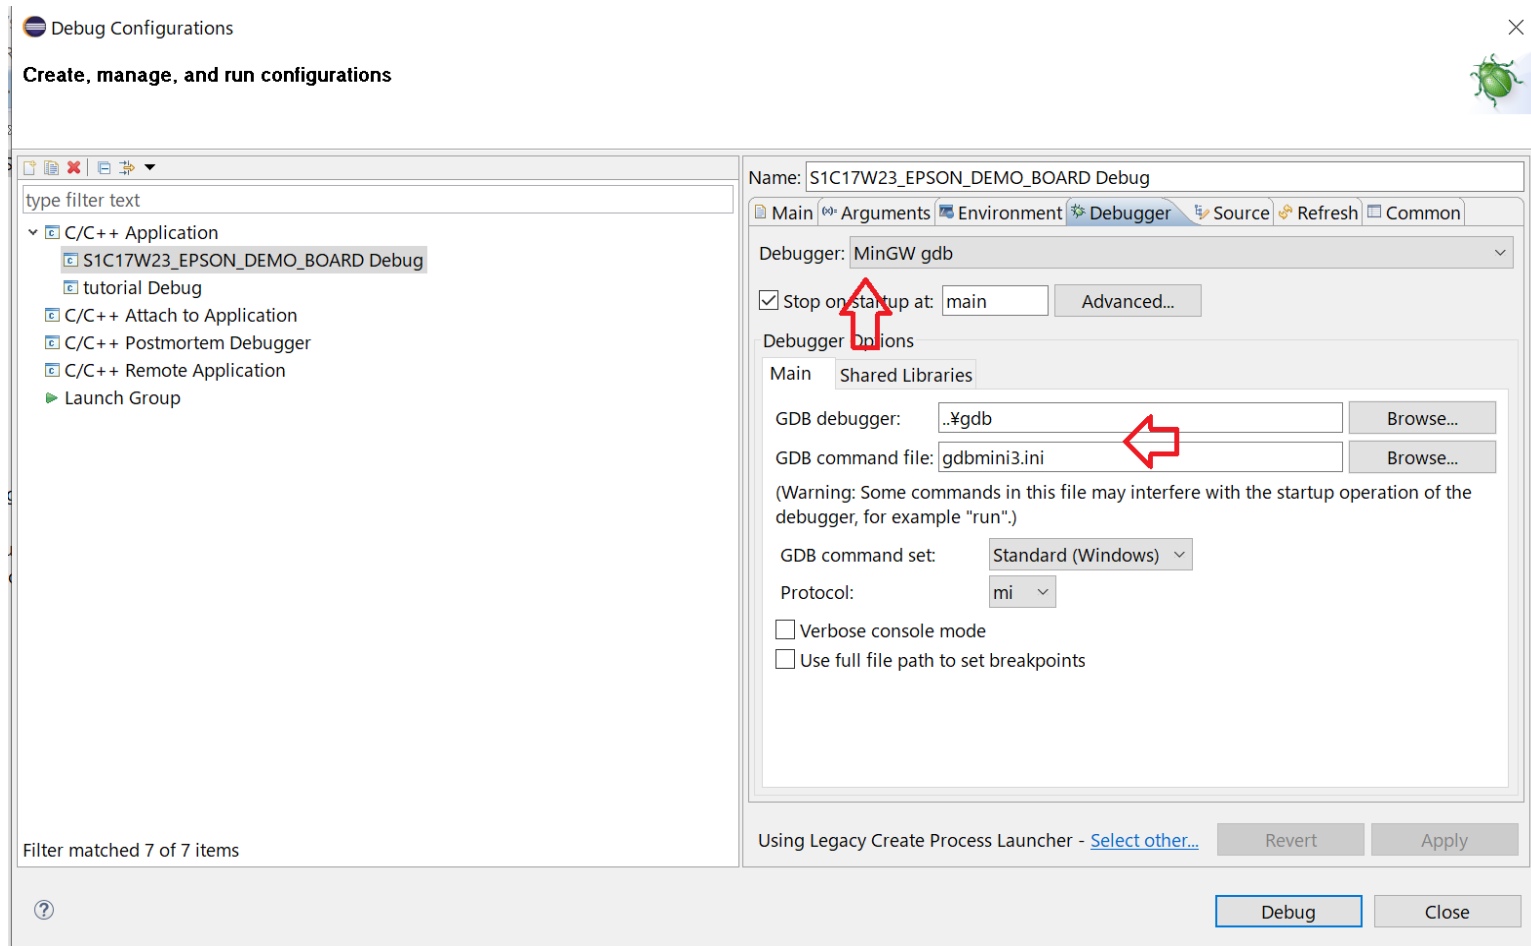 Debug Configurations
Create, manage, and run configurations
type filter text
C/C++ Application
S1C17W23_EPSON_DEMO_BOARD Debug
tutorial Debug
C/C++ Attach to Application
C/C++ Postmortem Debugger
C/C++ Remote Application
Launch Group
Filter matched 7 of 7 items
Name: S1C17W23_EPSON_DEMO_BOARD Debug
Main Arguments Environment Debugger Source Refresh Common
Debugger: MinGW gdb
Stop on startup at: main Advanced...
Debugger Options
Main Shared Libraries
GDB debugger: ..¥gdb Browse...
GDB command file: gdbmini3.ini Browse...
(Warning: Some commands in this file may interfere with the startup operation of the
debugger, for example "run".)
GDB command set: Standard (Windows)
Protocol: mi
Verbose console mode
Use full file path to set breakpoints
Using Legacy Create Process Launcher - Select other... Revert Apply
Debug Close